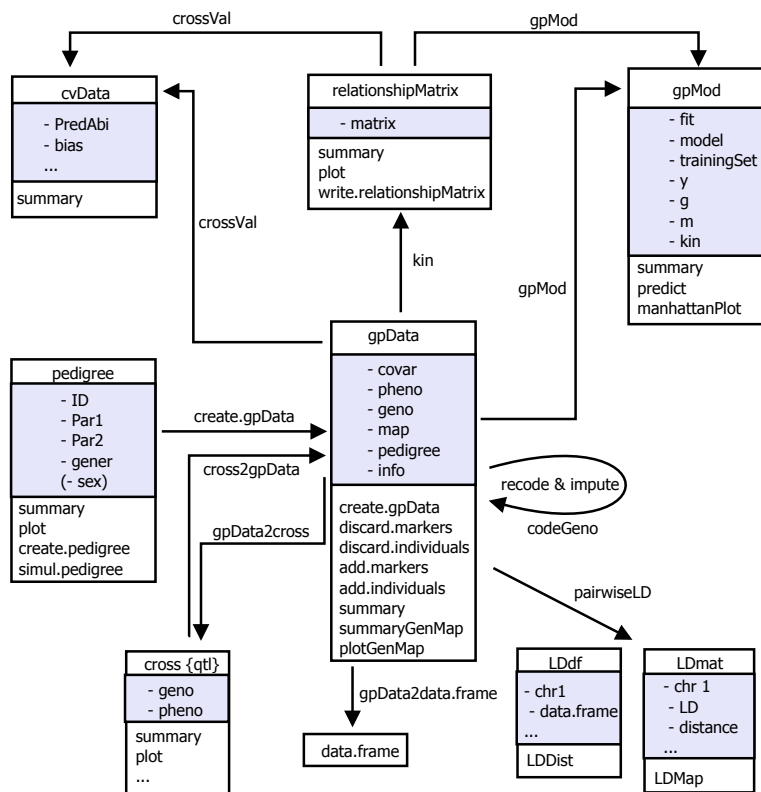 crossVal
gpMod
cvData
- PredAbi
- bias
...
summary
relationshipMatrix
- matrix
summary
plot
write.relationshipMatrix
gpMod
- fit
- model
- trainingSet
- y
- g
- m
- kin
summary
predict
manhattanPlot
crossVal
kin
gpMod
pedigree
- ID
- Par1
- Par2
- gener
(- sex)
summary
plot
create.pedigree
simul.pedigree
create.gpData
cross2gpData
gpData2cross
gpData
- covar
- pheno
- geno
- map
- pedigree
- info
create.gpData
discard.markers
discard.individuals
add.markers
add.individuals
summary
summaryGenMap
plotGenMap
recode & impute
codeGeno
pairwiseLD
cross {qtl}
- geno
- pheno
summary
plot
...
gpData2data.frame
data.frame
LDdf
- chr1
- data.frame
...
LDDist
LDmat
- chr 1
- LD
- distance
...
LDMap